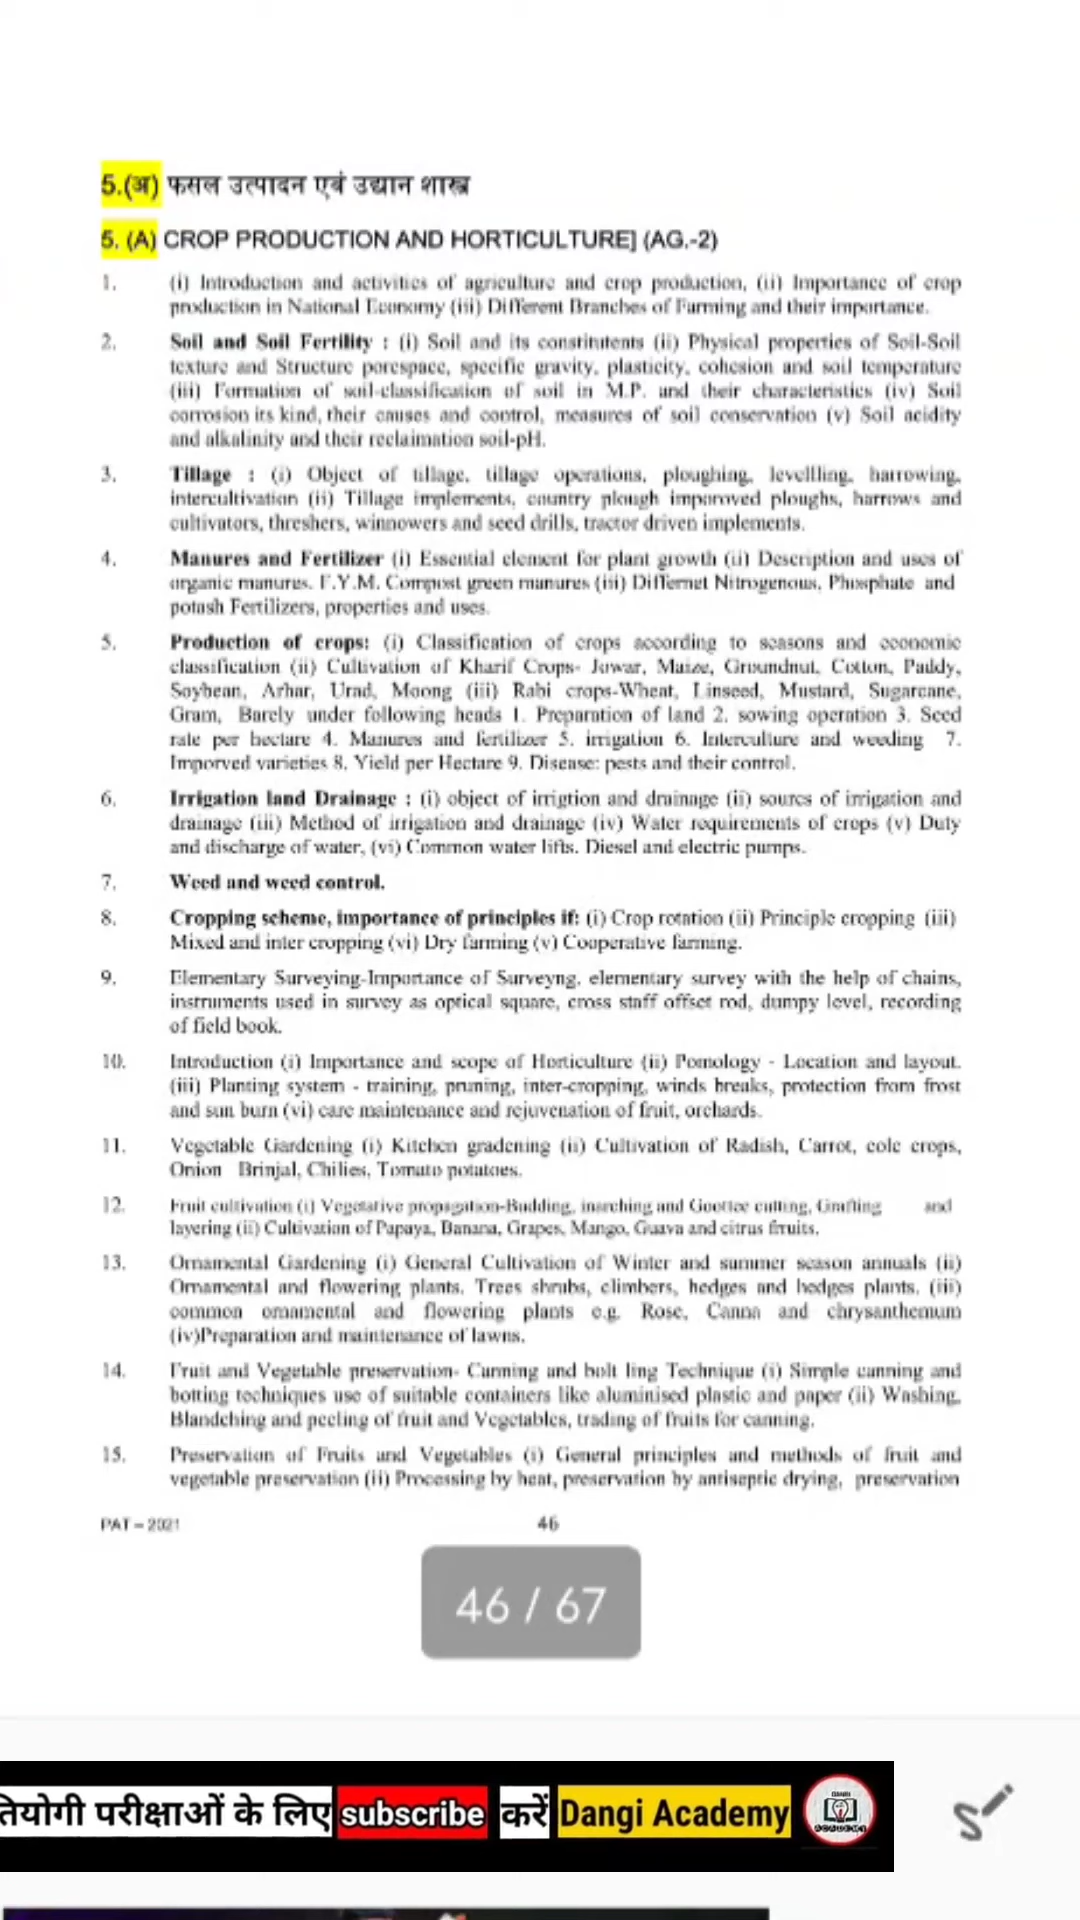 5.(अ) फसल उत्पादन एवं उद्यान शास्त्र
5. (A) CROP PRODUCTION AND HORTICULTURE] (AG.-2)
1. (i) Introduction and activities of agriculture and crop production, (ii) Importance of crop
production in National Economy (iii) Different Branches of Farming and their importance.
2. Soil and Soil Fertility : (i) Soil and its constintents (ii) Physical properties of Soil-Soil
texture and Structure porespace, specific gravity, plasticity, cohesion and soil temperature
(iii) Formation of soil-classification of soil in M.P. and their characteristics (iv) Soil
corrosion its kind, their causes and control, measures of soil conservation (v) Soil acidity
and alkalinity and their reclaimation soil-pH.
3. Tillage : (i) Object of tillage, tillage operations, ploughing, levellling, harrowing,
intercultivation (ii) Tillage implements, country plough imporoved ploughs, harrows and
cultivators, threshers, winnowers and seed drills, tractor driven implements.
4. Manures and Fertilizer (i) Essential element for plant growth (ii) Description and uses of
organic manures. F.Y.M. Compost green manures (iii) Differnet Nitrogenous, Phosphate and
potash Fertilizers, properties and uses.
5. Production of crops: (i) Classification of crops according to seasons and economic
classification (ii) Cultivation of Kharif Crops- Jowar, Maize, Groundnut, Cotton, Paddy,
Soybean, Arhar, Urad, Moong (iii) Rabi crops-Wheat, Linseed, Mustard, Sugarcane,
Gram, Barely under following heads 1. Preparation of land 2. sowing operation 3. Seed
rate per hectare 4. Manures and fertilizer 5. irrigation 6. Interculture and weeding 7.
Imporved varieties 8. Yield per Hectare 9. Disease: pests and their control.
6. Irrigation land Drainage : (i) object of irrigtion and drainage (ii) sourcs of irrigation and
drainage (iii) Method of irrigation and drainage (iv) Water requirements of crops (v) Duty
and discharge of water, (vi) Common water lifts. Diesel and electric pumps.
7. Weed and weed control.
8. Cropping scheme, importance of principles if: (i) Crop rotation (ii) Principle cropping (iii)
Mixed and inter cropping (vi) Dry farming (v) Cooperative farming.
9. Elementary Surveying-Importance of Surveyng, elementary survey with the help of chains,
instruments used in survey as optical square, cross staff offset rod, dumpy level, recording
of field book.
10. Introduction (i) Importance and scope of Horticulture (ii) Pomology - Location and layout.
(iii) Planting system - training, pruning, inter-cropping, winds breaks, protection from frost
and sun burn (vi) care maintenance and rejuvenation of fruit, orchards.
11. Vegetable Gardening (i) Kitchen gradening (ii) Cultivation of Radish, Carrot, cole crops,
Onion Brinjal, Chilies, Tomato potatoes.
12. Fruit cultivation (i) Vegetative propagation-Budding, inarching and Goottee cutting, Grafting and
layering (ii) Cultivation of Papaya, Banana, Grapes, Mango, Guava and citrus fruits.
13. Ornamental Gardening (i) General Cultivation of Winter and summer season annuals (ii)
Ornamental and flowering plants. Trees shrubs, climbers, hedges and hedges plants. (iii)
common ornamental and flowering plants e.g. Rose, Canna and chrysanthemum
(iv)Preparation and maintenance of lawns.
14. Fruit and Vegetable preservation- Cunning and bolt ling Technique (i) Simple canning and
botting techniques use of suitable containers like aluminised plastic and paper (ii) Washing,
Blandching and peeling of fruit and Vegetables, trading of fruits for canning.
15. Preservation of Fruits and Vegetables (i) General principles and methods of fruit and
vegetable preservation (ii) Processing by heat, preservation by antiseptic drying, preservation
PAT – 2021 46
46 / 67
तियोगी परीक्षाओं के लिए subscribe करें Dangi Academy